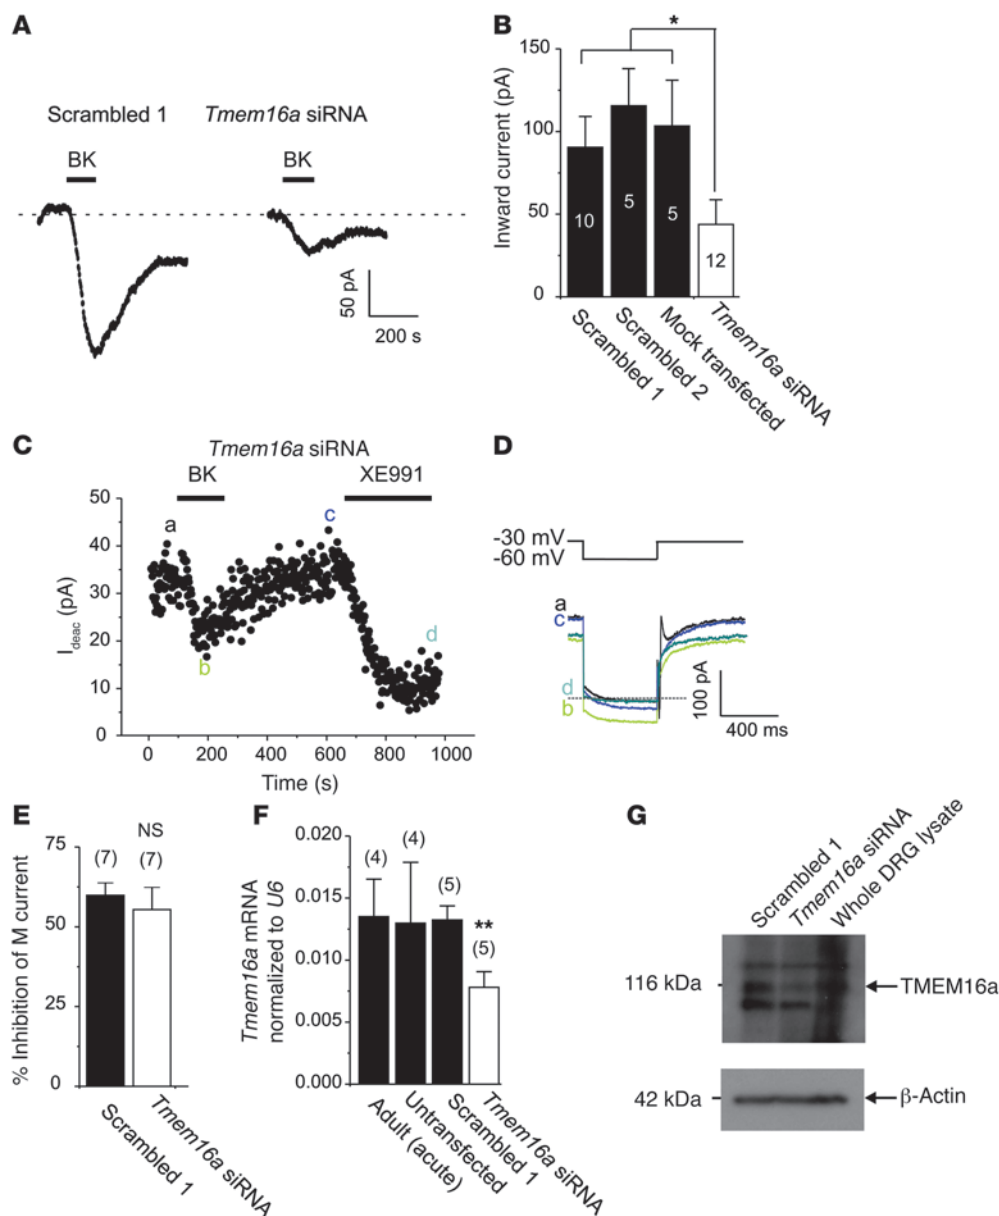 A
Scrambled 1
Tmem16a siRNA
BK
BK
50 pA
200 s
B
*
Inward current (pA)
150
100
50
0
10
5
5
12
Scrambled 1
Scrambled 2
Mock transfected
Tmem16a siRNA
C
Tmem16a siRNA
BK
XE991
I deac (pA)
50
40
30
20
10
0
a
b
c
d
0
200
400
600
800
1000
Time (s)
D
-30 mV
-60 mV
a
c
d
b
100 pA
400 ms
E
% Inhibition of M current
75
50
25
0
NS
(7)
(7)
Scrambled 1
Tmem16a siRNA
F
Tmem16a mRNA
normalized to U6
0.020
0.015
0.010
0.005
0.000
(4)
(4)
(5)
**
(5)
Adult (acute)
Untransfected
Scrambled 1
Tmem16a siRNA
G
Scrambled 1
Tmem16a siRNA
Whole DRG lysate
116 kDa
TMEM16a
42 kDa
β-Actin